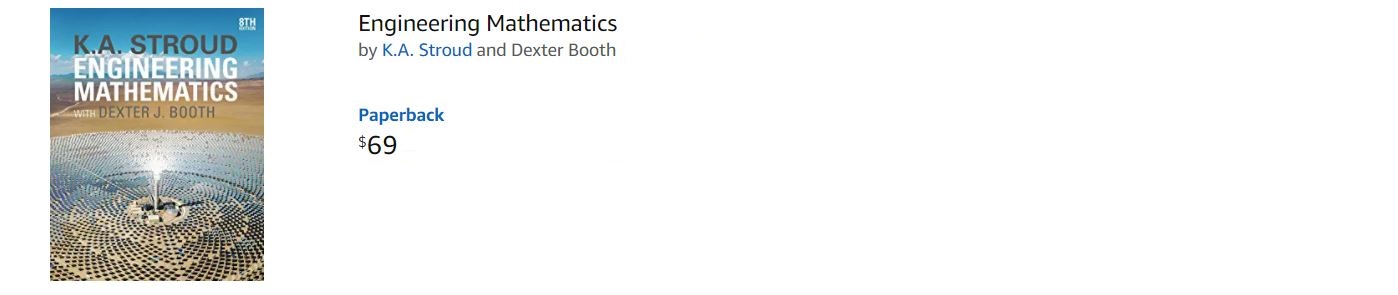 8TH
EDITION
K.A. STROUD
ENGINEERING
MATHEMATICS
WITH DEXTER J. BOOTH
Engineering Mathematics
by K.A. Stroud and Dexter Booth
Paperback
$69